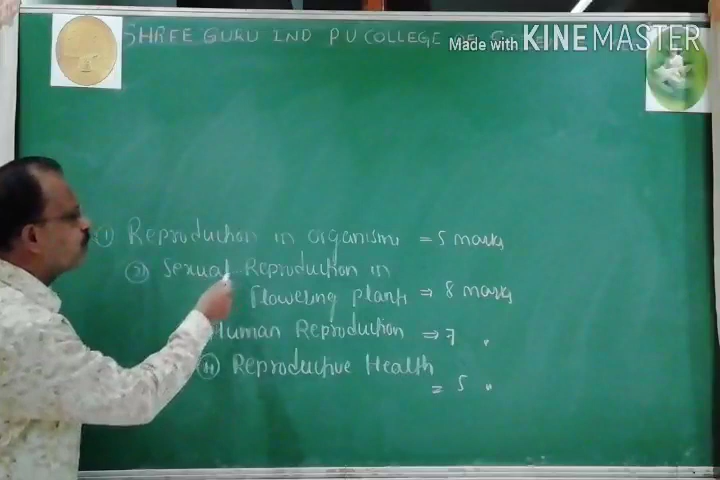 SHREE GURU IND PU COLLEGE OF
Made with KINEMASTER
① Reproduction in organisms = 5 marks
② Sexual Reproduction in
Flowering plants ⇒ 8 marks
Human Reproduction ⇒ 7 "
④ Reproductive Health
= 5 "